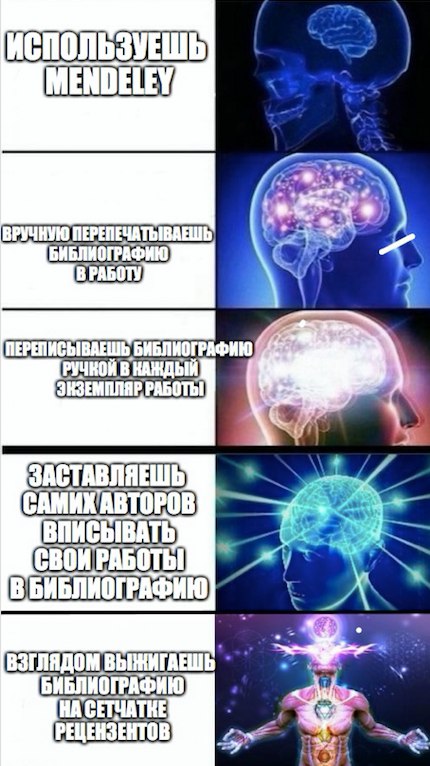 ИСПОЛЬЗУЕШЬ
MENDELEY
ВРУЧНУЮ ПЕРЕПЕЧАТЫВАЕШЬ
БИБЛИОГРАФИЮ
В РАБОТУ
ПЕРЕПИСЫВАЕШЬ БИБЛИОГРАФИЮ
РУЧКОЙ В КАЖДЫЙ
ЭКЗЕМПЛЯР РАБОТЫ
ЗАСТАВЛЯЕШЬ
САМИХ АВТОРОВ
ВПИСЫВАТЬ
СВОИ РАБОТЫ
В БИБЛИОГРАФИЮ
ВЗГЛЯДОМ ВЫЖИГАЕШЬ
БИБЛИОГРАФИЮ
НА СЕТЧАТКЕ
РЕЦЕНЗЕНТОВ